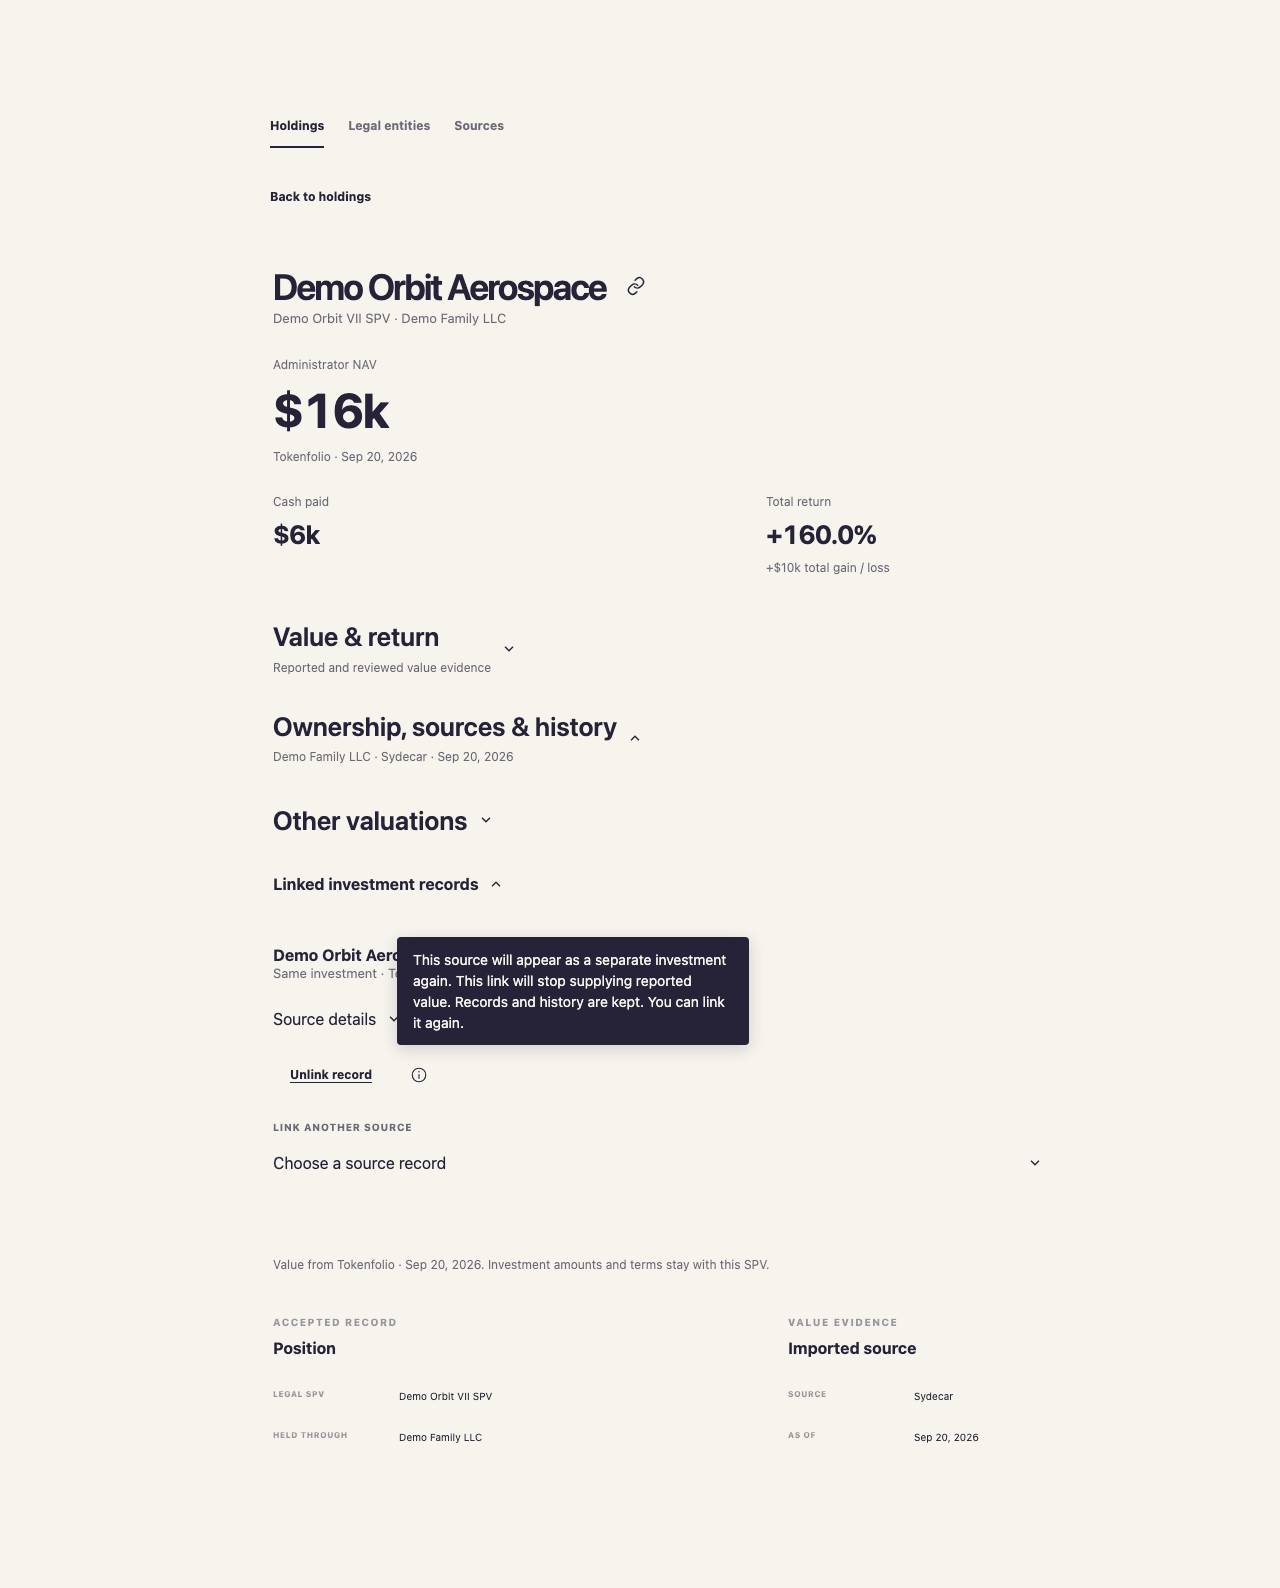 Holdings Legal entities Sources
Back to holdings
Demo Orbit Aerospace
Demo Orbit VII SPV · Demo Family LLC
Administrator NAV
$16k
Tokenfolio · Sep 20, 2026
Cash paid Total return
$6k +160.0%
+$10k total gain / loss
Value & return
Reported and reviewed value evidence
Ownership, sources & history
Demo Family LLC · Sydecar · Sep 20, 2026
Other valuations
Linked investment records
Demo Orbit
Same investment ·
This source will appear as a separate investment
again. This link will stop supplying reported
value. Records and history are kept. You can link
it again.
Source details
Unlink record
LINK ANOTHER SOURCE
Choose a source record
Value from Tokenfolio · Sep 20, 2026. Investment amounts and terms stay with this SPV.
ACCEPTED RECORD VALUE EVIDENCE
Position Imported source
LEGAL SPV Demo Orbit VII SPV SOURCE Sydecar
HELD THROUGH Demo Family LLC AS OF Sep 20, 2026